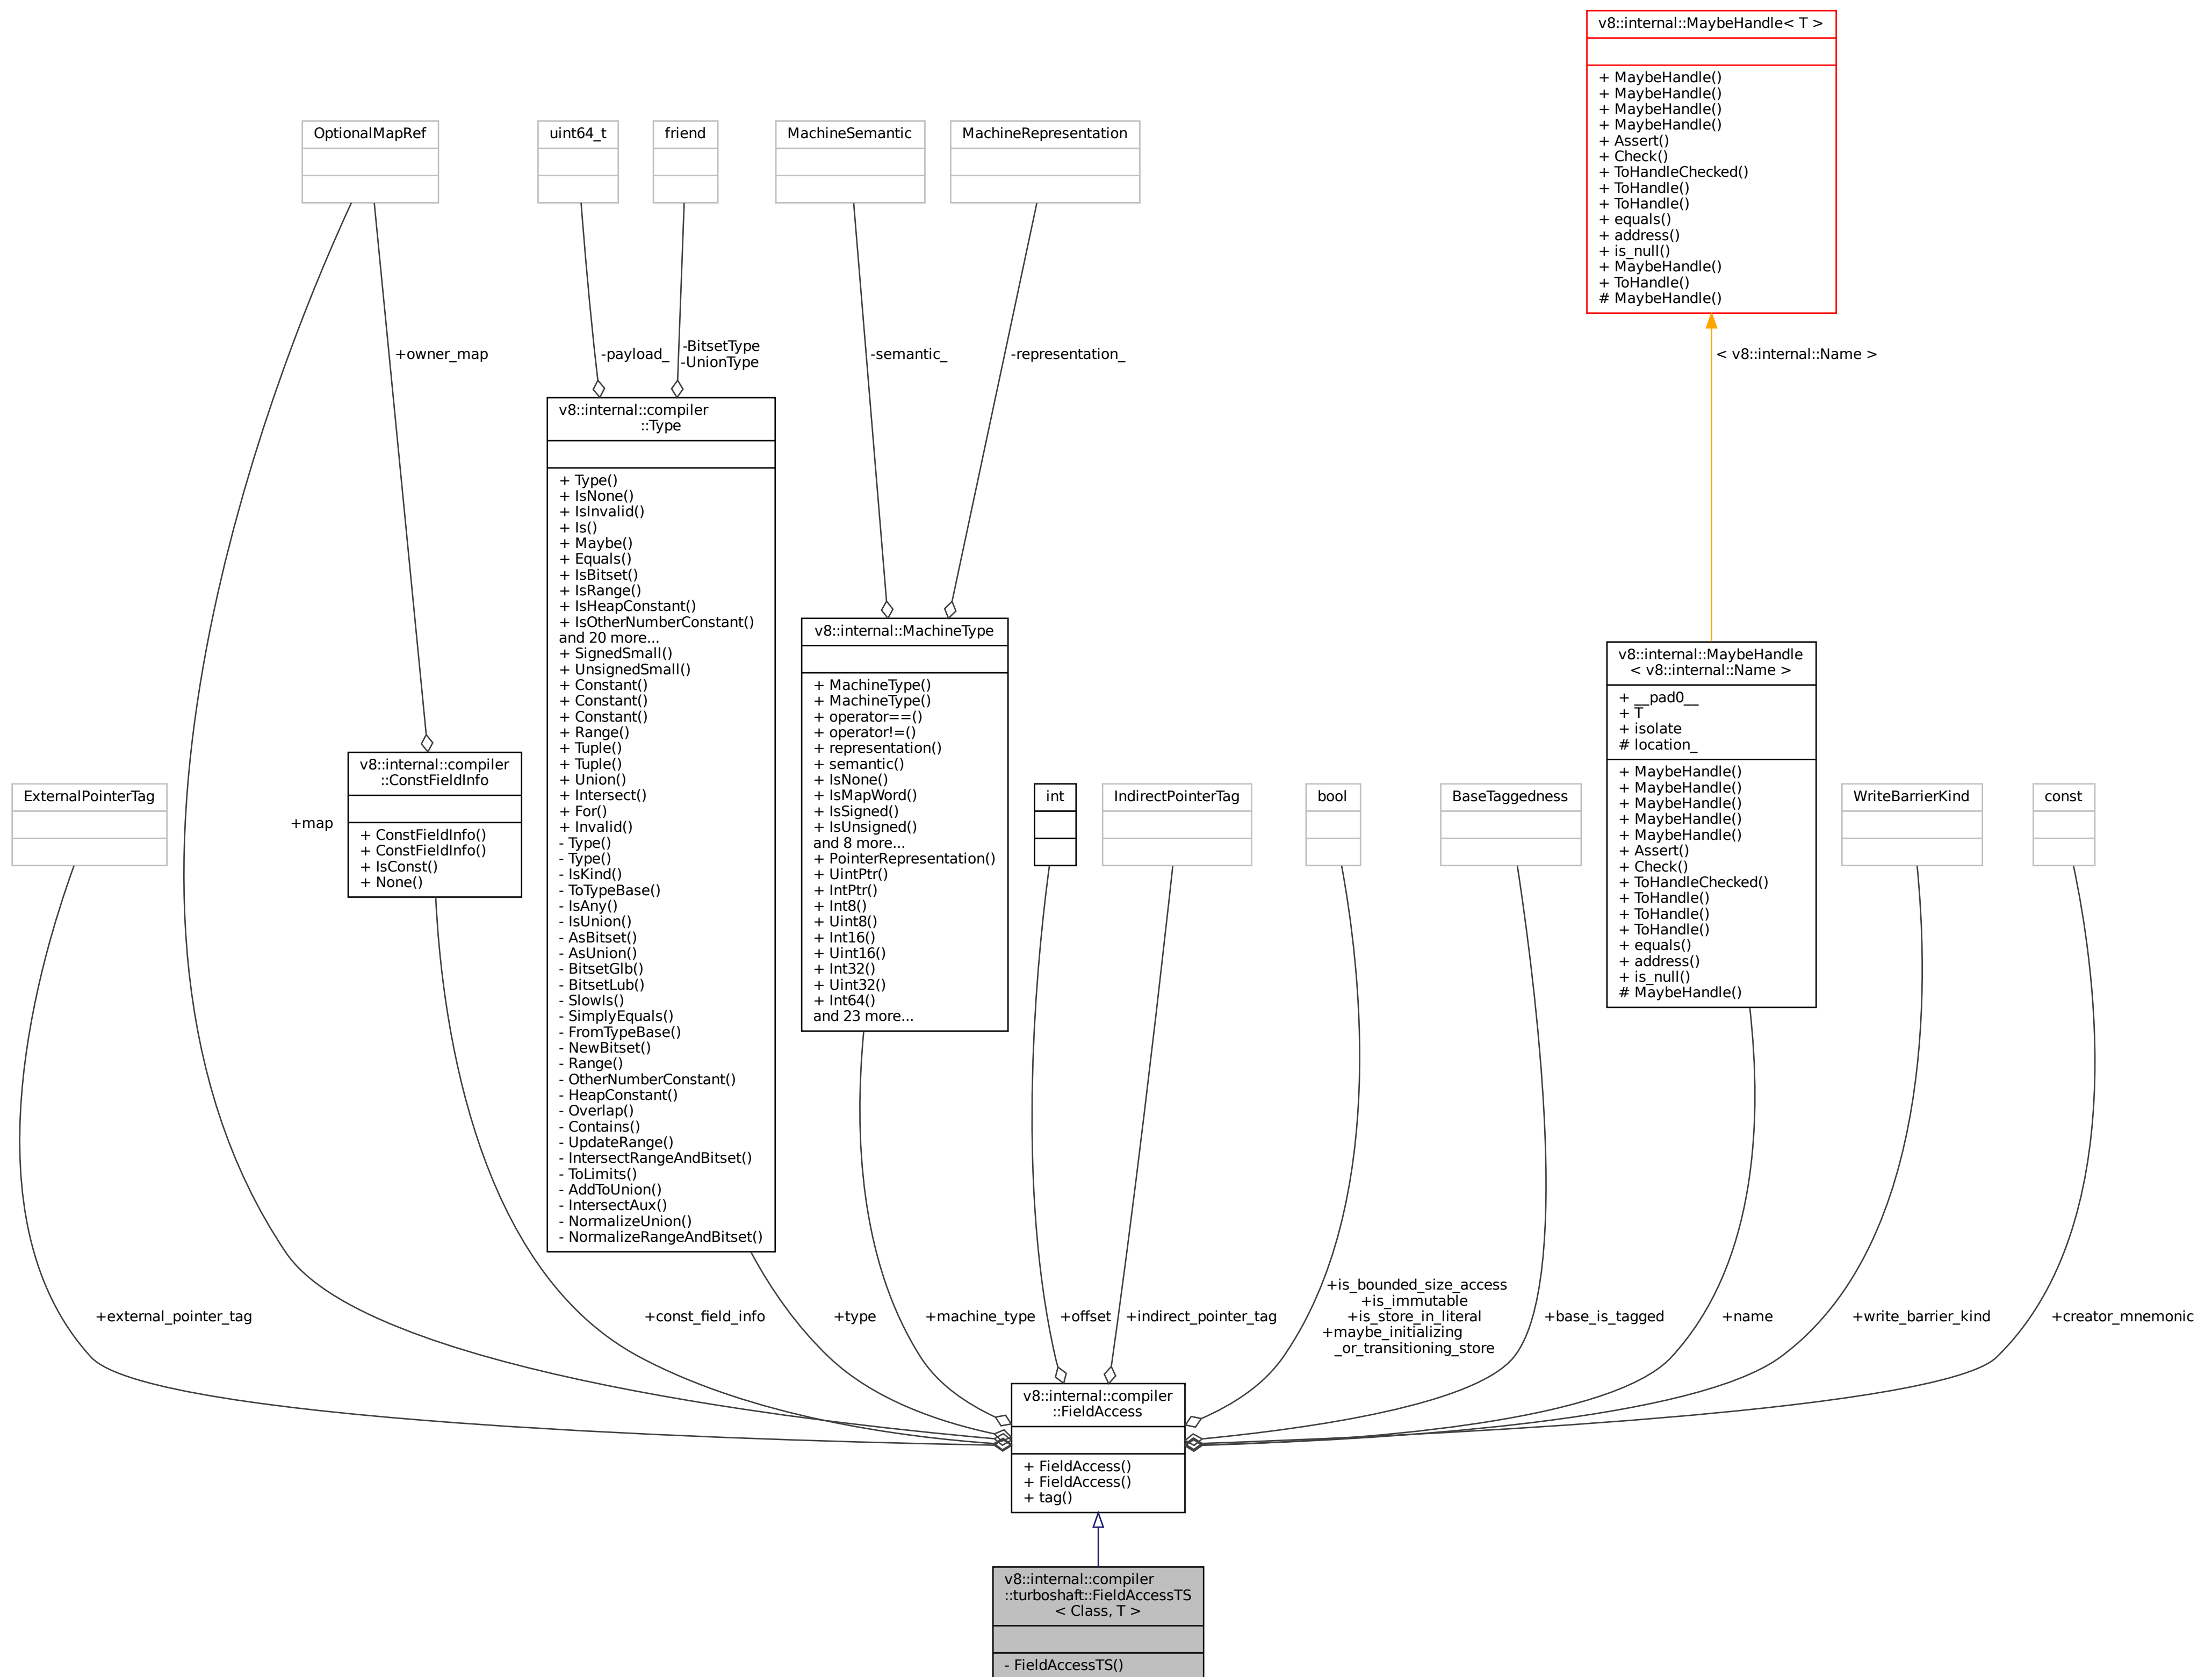 v8::internal::MaybeHandle< T >
+ MaybeHandle()
+ MaybeHandle()
+ MaybeHandle()
+ MaybeHandle()
+ Assert()
+ Check()
+ ToHandleChecked()
+ ToHandle()
+ ToHandle()
+ equals()
+ address()
+ is_null()
+ MaybeHandle()
+ ToHandle()
# MaybeHandle()
OptionalMapRef
uint64_t
friend
MachineSemantic
MachineRepresentation
+owner_map
-payload_
-BitsetType
-UnionType
-semantic_
-representation_
< v8::internal::Name >
v8::internal::compiler
::Type
+ Type()
+ IsNone()
+ IsInvalid()
+ Is()
+ Maybe()
+ Equals()
+ IsBitset()
+ IsRange()
+ IsHeapConstant()
+ IsOtherNumberConstant()
and 20 more...
+ SignedSmall()
+ UnsignedSmall()
+ Constant()
+ Constant()
+ Constant()
+ Range()
+ Tuple()
+ Tuple()
+ Union()
+ Intersect()
+ For()
+ Invalid()
- Type()
- Type()
- IsKind()
- ToTypeBase()
- IsAny()
- IsUnion()
- AsBitset()
- AsUnion()
- BitsetGlb()
- BitsetLub()
- SlowIs()
- SimplyEquals()
- FromTypeBase()
- NewBitset()
- Range()
- OtherNumberConstant()
- HeapConstant()
- Overlap()
- Contains()
- UpdateRange()
- IntersectRangeAndBitset()
- ToLimits()
- AddToUnion()
- IntersectAux()
- NormalizeUnion()
- NormalizeRangeAndBitset()
v8::internal::MachineType
+ MachineType()
+ MachineType()
+ operator==()
+ operator!=()
+ representation()
+ semantic()
+ IsNone()
+ IsMapWord()
+ IsSigned()
+ IsUnsigned()
and 8 more...
+ PointerRepresentation()
+ UintPtr()
+ IntPtr()
+ Int8()
+ Uint8()
+ Int16()
+ Uint16()
+ Int32()
+ Uint32()
+ Int64()
and 23 more...
v8::internal::MaybeHandle
< v8::internal::Name >
+ __pad0__
+ T
+ isolate
# location_
+ MaybeHandle()
+ MaybeHandle()
+ MaybeHandle()
+ MaybeHandle()
+ MaybeHandle()
+ Assert()
+ Check()
+ ToHandleChecked()
+ ToHandle()
+ ToHandle()
+ ToHandle()
+ equals()
+ address()
+ is_null()
# MaybeHandle()
v8::internal::compiler
::ConstFieldInfo
+ ConstFieldInfo()
+ ConstFieldInfo()
+ IsConst()
+ None()
ExternalPointerTag
+map
int
IndirectPointerTag
bool
BaseTaggedness
WriteBarrierKind
const
+external_pointer_tag
+const_field_info
+type
+machine_type
+offset
+indirect_pointer_tag
+is_bounded_size_access
+is_immutable
+is_store_in_literal
+maybe_initializing
_or_transitioning_store
+base_is_tagged
+name
+write_barrier_kind
+creator_mnemonic
v8::internal::compiler
::FieldAccess
+ FieldAccess()
+ FieldAccess()
+ tag()
v8::internal::compiler
::turboshaft::FieldAccessTS
< Class, T >
- FieldAccessTS()